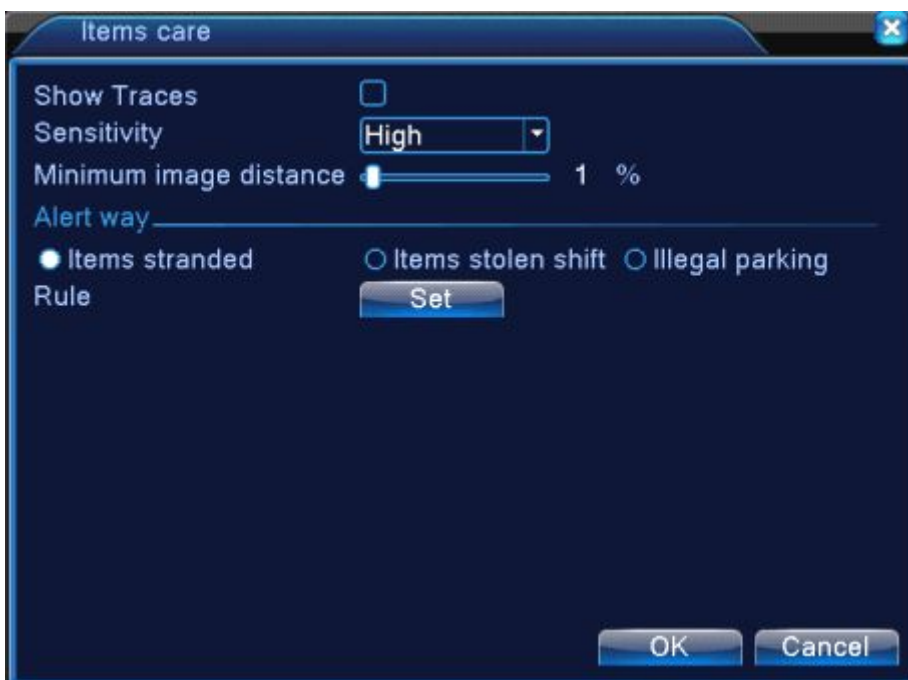 Items care
Show Traces
Sensitivity High
Minimum image distance 1 %
Alert way
Items stranded Items stolen shift Illegal parking
Rule Set
OK Cancel